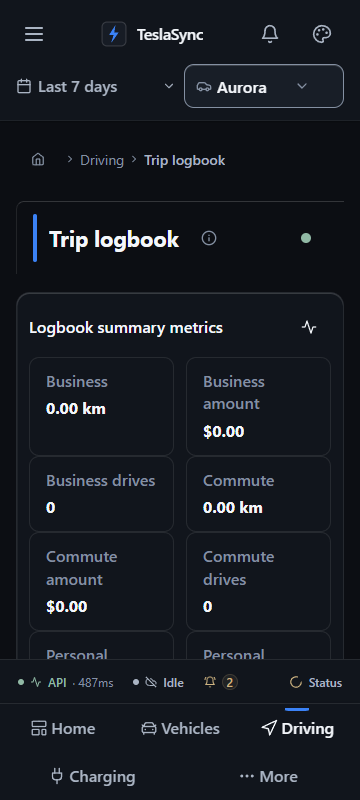 TeslaSync
Last 7 days
Aurora
Driving
Trip logbook
Trip logbook
Logbook summary metrics
Business
0.00 km
Business amount
$0.00
Business drives
0
Commute
0.00 km
Commute amount
$0.00
Commute drives
0
Personal
Personal
API · 487ms
Idle
2
Status
Home
Vehicles
Driving
Charging
More